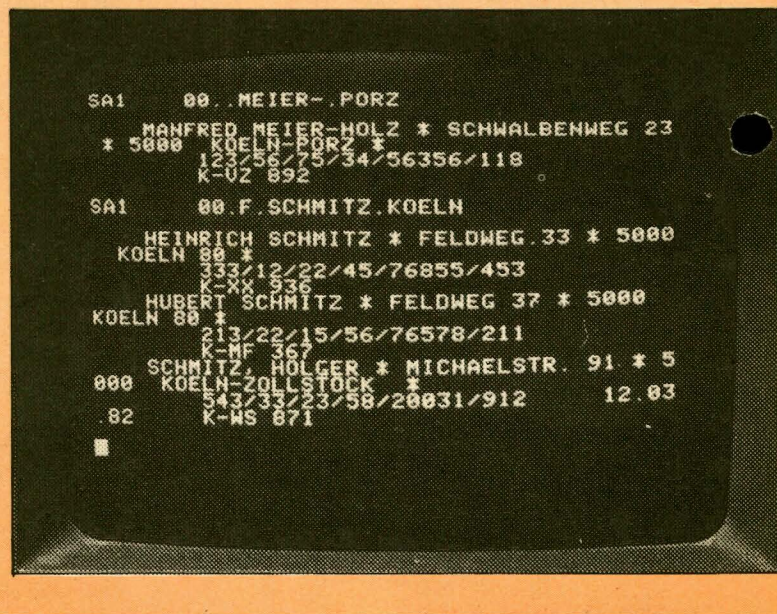 SA1 00..MEIER-.PORZ
MANFRED MEIER-HOLZ * SCHWALBENWEG 23
* 5000 KOELN-PORZ *
123/56/75/34/56356/118
K-VZ 892
SA1 00.F.SCHMITZ.KOELN
HEINRICH SCHMITZ * FELDWEG.33 * 5000
KOELN 80 *
333/12/22/45/76855/453
K-XX 936
HUBERT SCHMITZ * FELDWEG 37 * 5000
KOELN 80 *
213/22/15/56/76578/211
K-MF 367
SCHMITZ, HOLGER * MICHAELSTR. 91 * 5
000 KOELN-ZOLLSTOCK *
543/33/23/58/20031/912 12.03
.82 K-WS 871